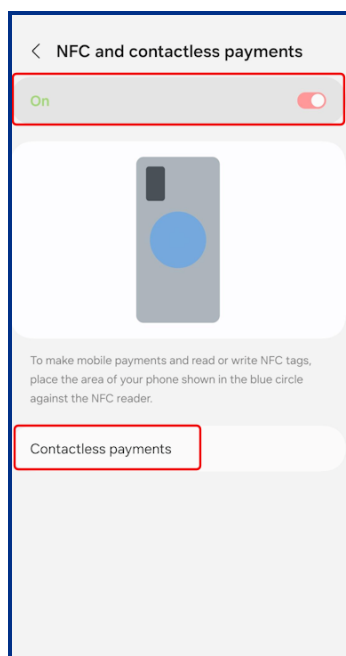 NFC and contactless payments
On
To make mobile payments and read or write NFC tags,
place the area of your phone shown in the blue circle
against the NFC reader.
Contactless payments